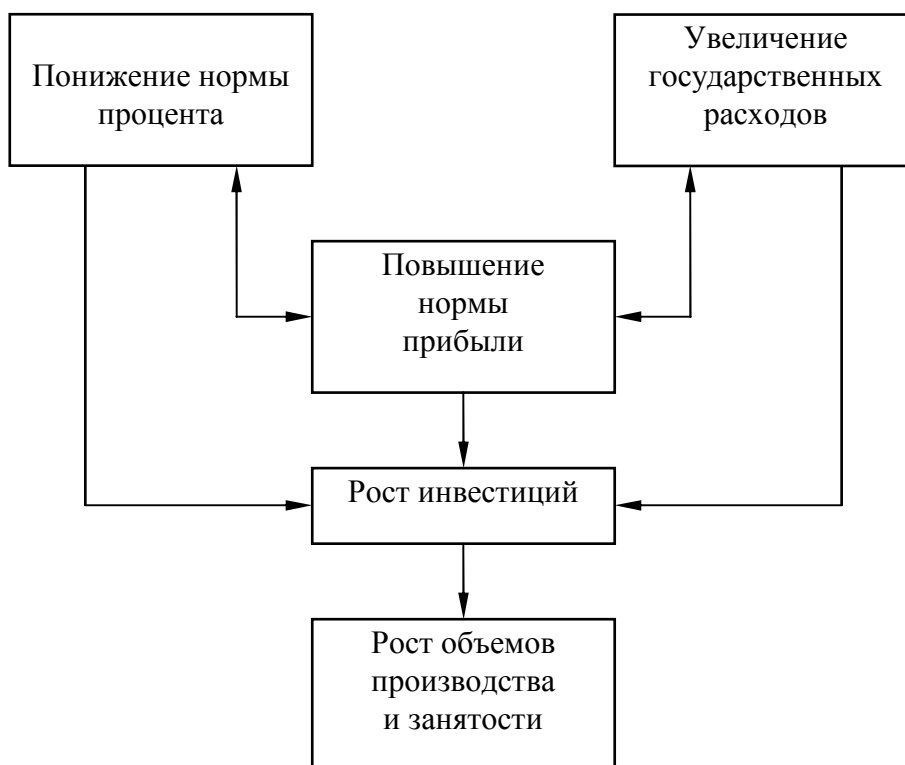 Понижение нормы
процента
Увеличение
государственных
расходов
Повышение
нормы
прибыли
Рост инвестиций
Рост объемов
производства
и занятости